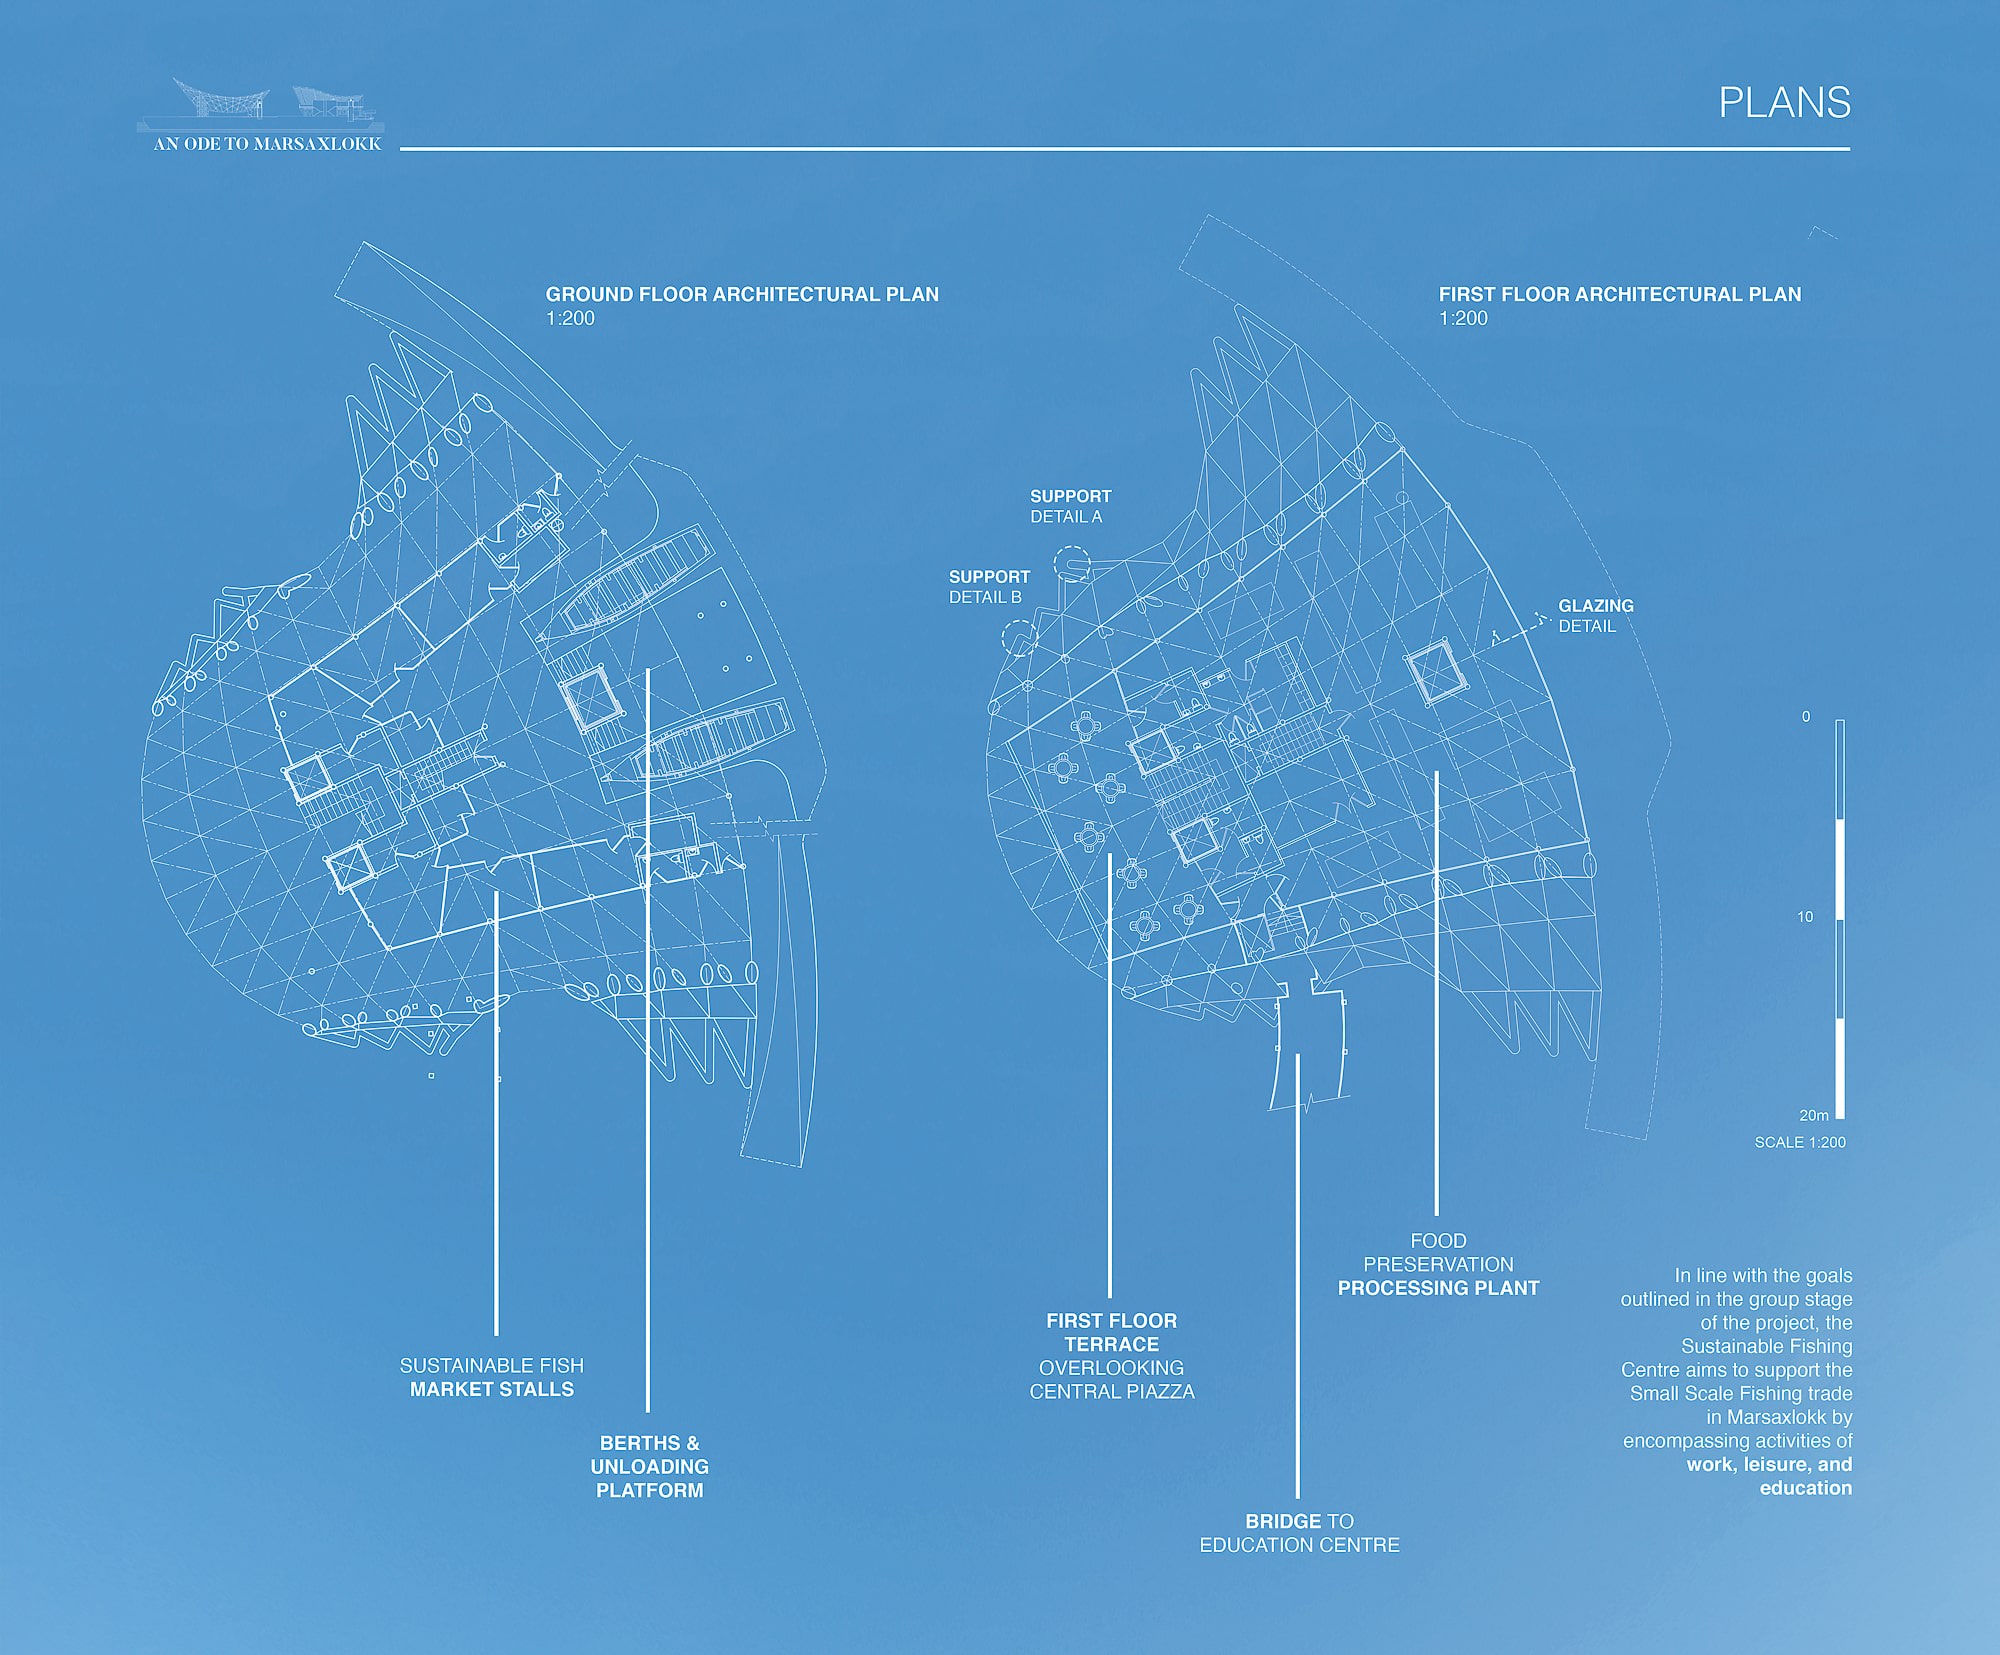 AN ODE TO MARSAXLOKK
PLANS
GROUND FLOOR ARCHITECTURAL PLAN
1:200
FIRST FLOOR ARCHITECTURAL PLAN
1:200
SUPPORT
DETAIL A
SUPPORT
DETAIL B
GLAZING
DETAIL
0
10
20m
SCALE 1:200
SUSTAINABLE FISH
MARKET STALLS
BERTHS &
UNLOADING
PLATFORM
FIRST FLOOR
TERRACE
OVERLOOKING
CENTRAL PIAZZA
BRIDGE TO
EDUCATION CENTRE
FOOD
PRESERVATION
PROCESSING PLANT
In line with the goals
outlined in the group stage
of the project, the
Sustainable Fishing
Centre aims to support the
Small Scale Fishing trade
in Marsaxlokk by
encompassing activities of
work, leisure, and
education